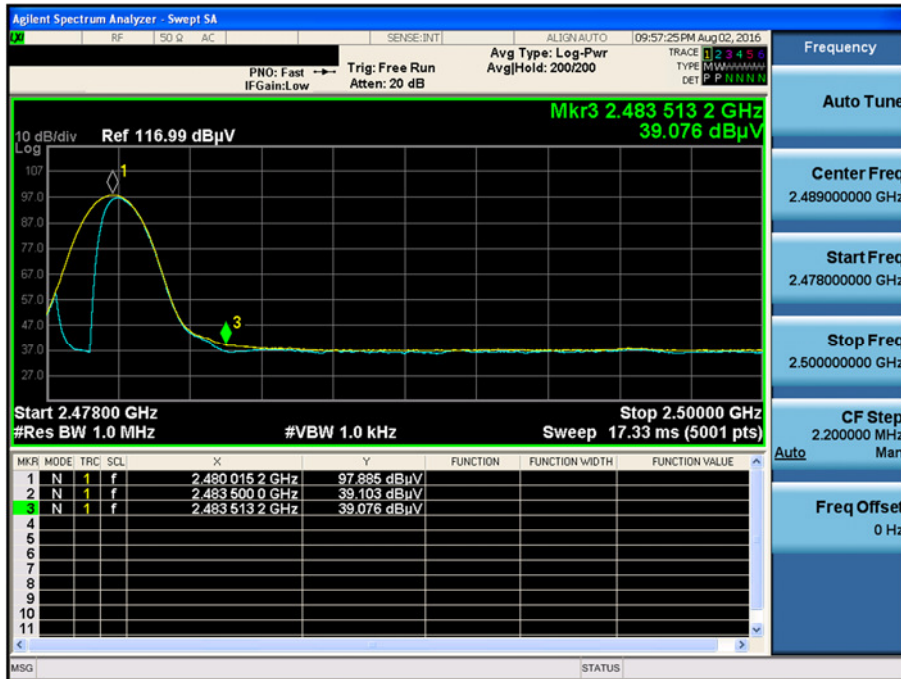 Agilent Spectrum Analyzer - Swept SA
LXI RF 50 Ω AC SENSE:INT ALIGN AUTO 09:57:25 PM Aug 02, 2016
Frequency
PNO: Fast Trig: Free Run Avg Type: Log-Pwr TRACE 1 2 3 4 5 6
IFGain:Low Atten: 20 dB Avg|Hold: 200/200 TYPE MWWWWW
DET P P N N N N
Auto Tune
Mkr3 2.483 513 2 GHz
39.076 dBµV
10 dB/div Ref 116.99 dBµV
Log
107
97.0
87.0
77.0
67.0
57.0
47.0
37.0
27.0
1
3
Start 2.47800 GHz Stop 2.50000 GHz
#Res BW 1.0 MHz #VBW 1.0 kHz Sweep 17.33 ms (5001 pts)
Center Freq
2.489000000 GHz
Start Freq
2.478000000 GHz
Stop Freq
2.500000000 GHz
CF Step
2.200000 MHz
Auto Man
Freq Offset
0 Hz
MKR MODE TRC SCL X Y FUNCTION FUNCTION WIDTH FUNCTION VALUE
1 N 1 f 2.480 015 2 GHz 97.885 dBµV
2 N 1 f 2.483 500 0 GHz 39.103 dBµV
3 N 1 f 2.483 513 2 GHz 39.076 dBµV
4
5
6
7
8
9
10
11
MSG STATUS